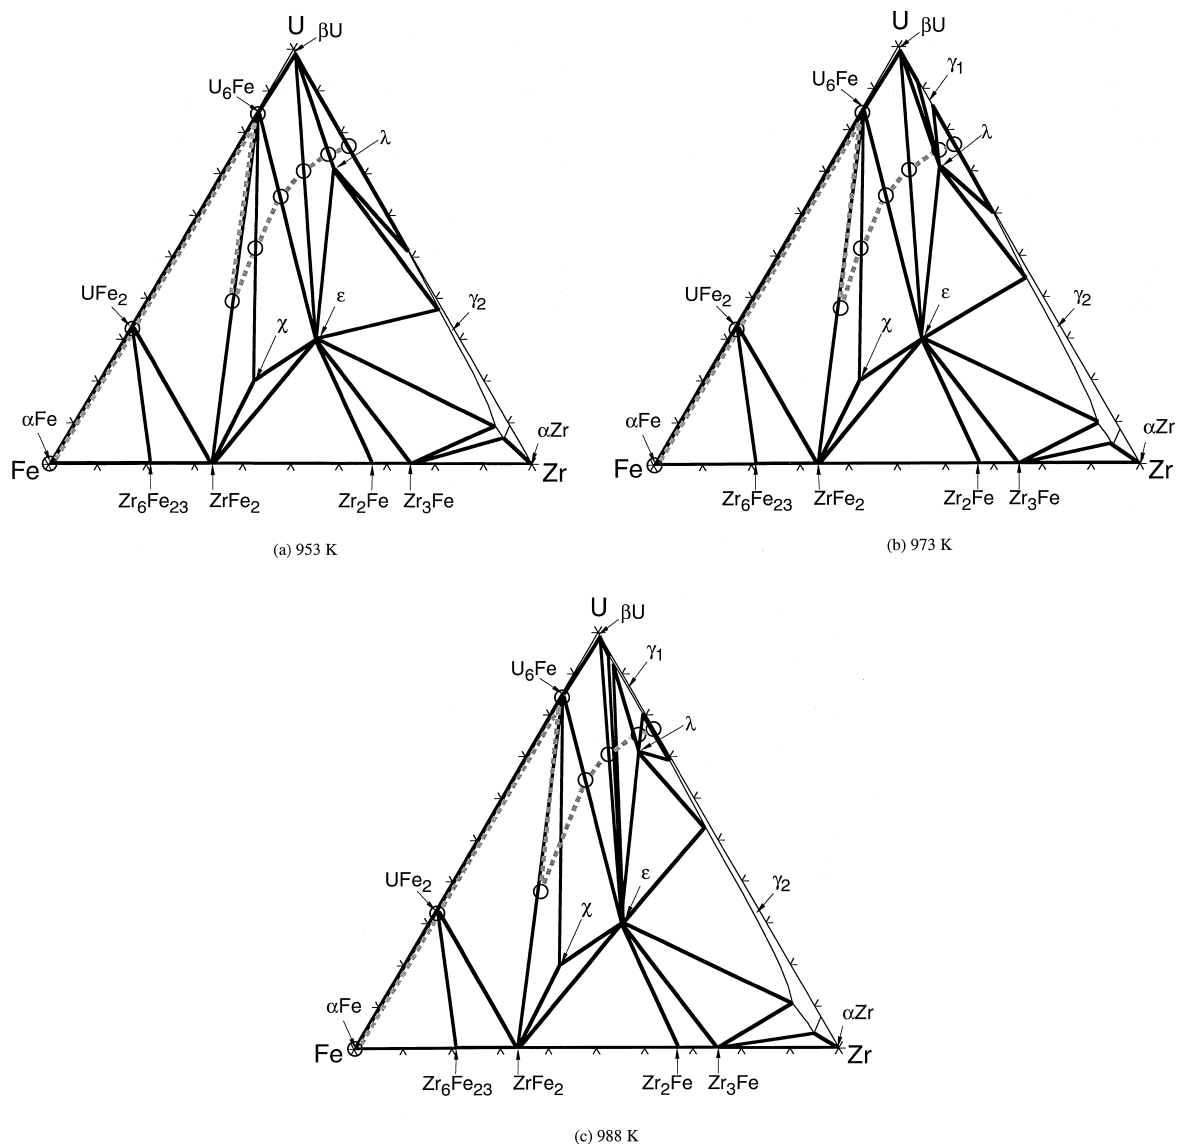 U
βU
U₆Fe
λ
UFe₂
ε
γ₂
χ
αFe
αZr
Fe
Zr
Zr₆Fe₂₃
ZrFe₂
Zr₂Fe
Zr₃Fe
(a) 953 K
U
βU
γ₁
U₆Fe
λ
UFe₂
ε
γ₂
χ
αFe
αZr
Fe
Zr
Zr₆Fe₂₃
ZrFe₂
Zr₂Fe
Zr₃Fe
(b) 973 K
U
βU
γ₁
U₆Fe
λ
UFe₂
ε
γ₂
χ
αFe
αZr
Fe
Zr
Zr₆Fe₂₃
ZrFe₂
Zr₂Fe
Zr₃Fe
(c) 988 K